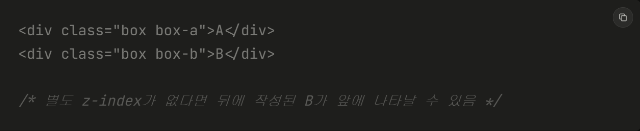 <div class="box box-a">A</div>
<div class="box box-b">B</div>
/* 별도 z-index가 없다면 뒤에 작성된 B가 앞에 나타날 수 있음 */